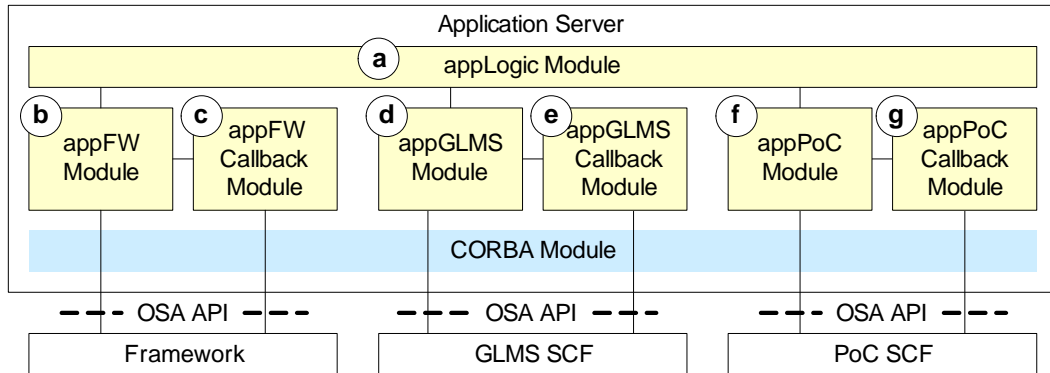 Application Server
a
appLogic Module
b
appFW
Module
c
appFW
Callback
Module
d
appGLMS
Module
e
appGLMS
Callback
Module
f
appPoC
Module
g
appPoC
Callback
Module
CORBA Module
OSA API
OSA API
OSA API
Framework
GLMS SCF
PoC SCF